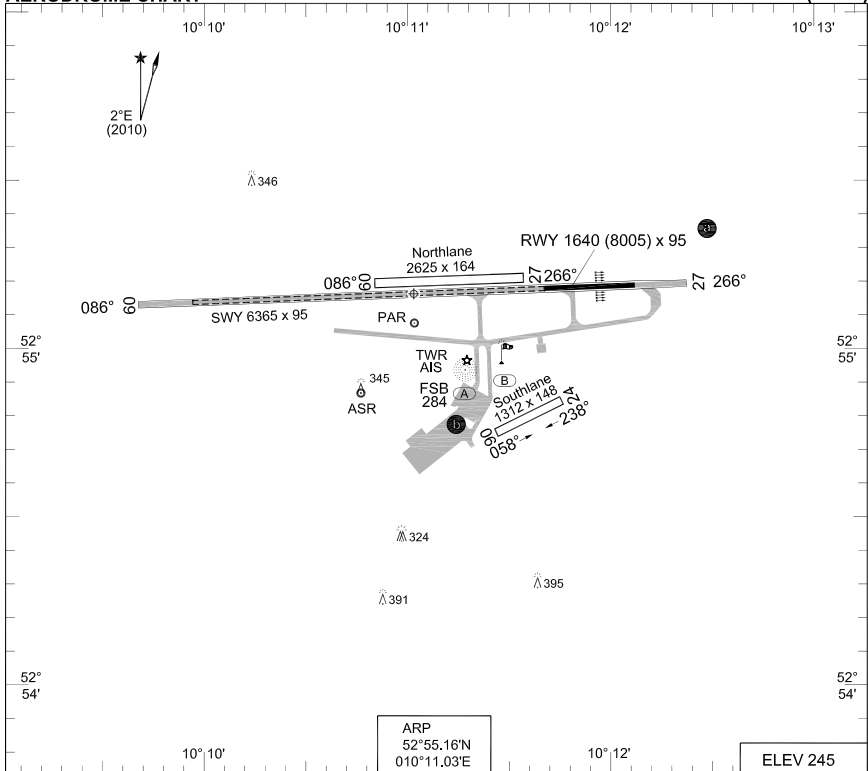 10° 10'
10° 11'
10° 12'
10° 13'
2°E
(2010)
346
a
RWY 1640 (8005) x 95
Northlane
2625 x 164
086°
09
27
266°
27
266°
086°
09
SWY 6365 x 95
PAR
52°
55'
52°
55'
TWR
AIS
FSB
284
A
B
345
ASR
Southlane
1312 x 148
24
238°
06
058°
b
324
391
395
52°
54'
52°
54'
10° 10'
10° 12'
ARP
52°55.16'N
010°11.03'E
ELEV 245